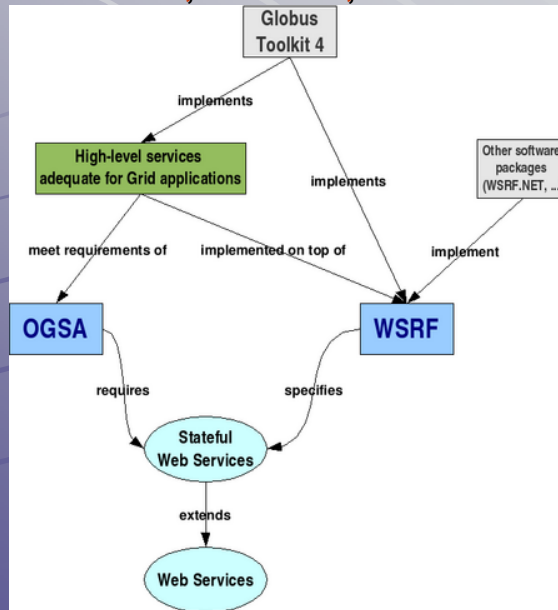 Globus
Toolkit 4
implements
High-level services
adequate for Grid applications
implements
Other software
packages
(WSRF.NET, ...
meet requirements of
implemented on top of
implement
OGSA
WSRF
requires
specifies
Stateful
Web Services
extends
Web Services